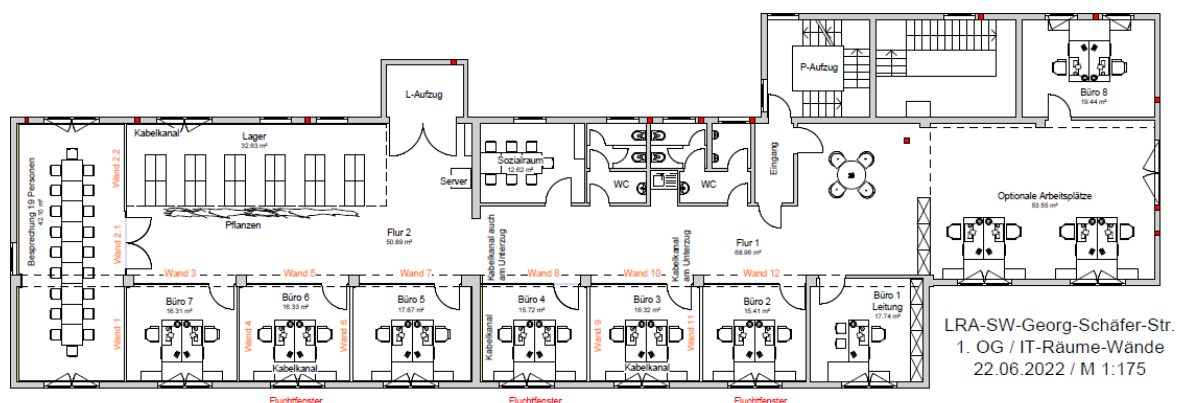 P-Aufzug
Büro 8
19.44 m²
L-Aufzug
Kabelkanal
Lager
32.63 m²
Besprechung 19 Personen
42.10 m²
Wand 2.2
Wand 2.1
Server
Sozialraum
12.62 m²
WC
WC
Eingang
Optionale Arbeitsplätze
53.55 m²
Pflanzen
Flur 2
50.89 m²
Kabelkanal auch
am Unterzug
Kabelkanal
am Unterzug
Flur 1
68.96 m²
Wand 3
Wand 5
Wand 7
Wand 8
Wand 10
Wand 12
Wand 1
Büro 7
16.31 m²
Wand 4
Büro 6
16.33 m²
Kabelkanal
Wand 6
Büro 5
17.67 m²
Kabelkanal
Büro 4
15.72 m²
Wand 9
Büro 3
16.32 m²
Kabelkanal
Wand 11
Büro 2
15.41 m²
Büro 1
Leitung
17.74 m²
Fluchtfenster
Fluchtfenster
Fluchtfenster
LRA-SW-Georg-Schäfer-Str.
1. OG / IT-Räume-Wände
22.06.2022 / M 1:175